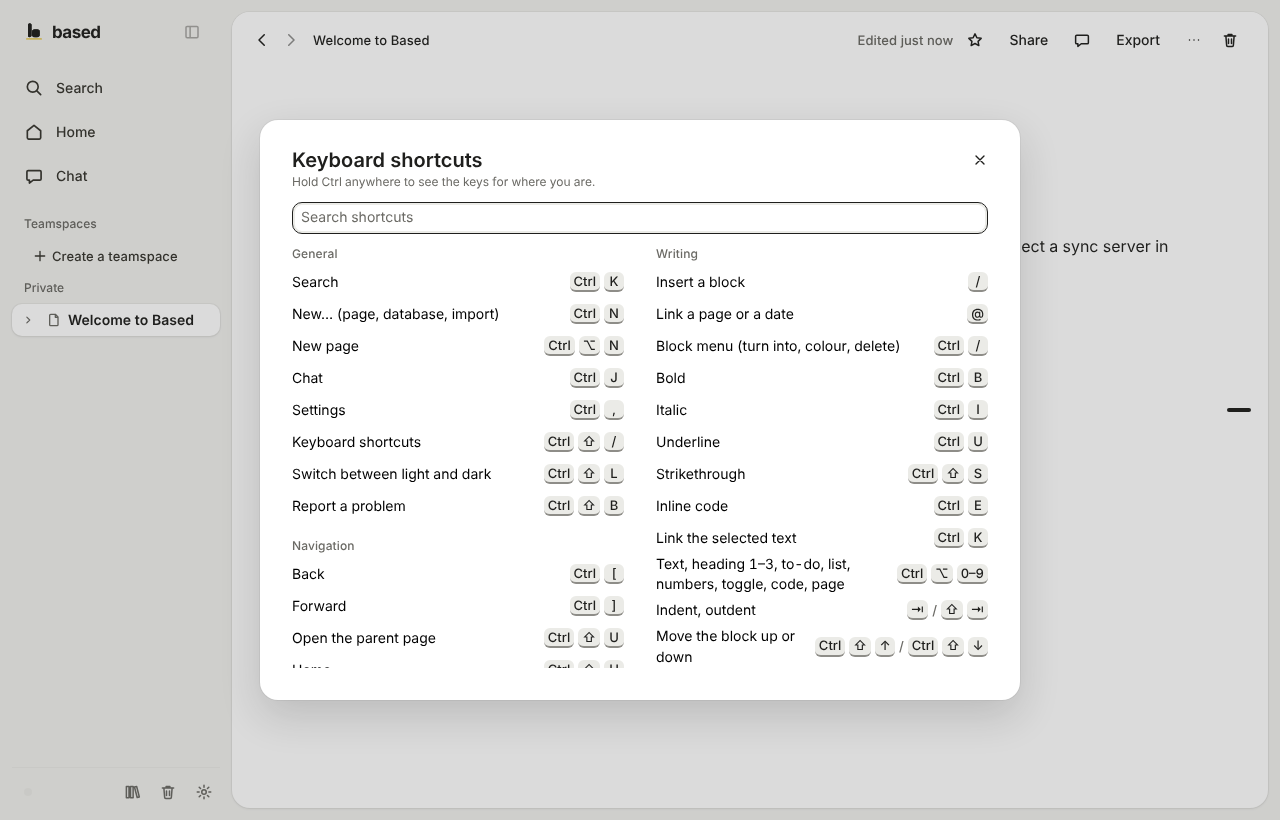 based
Search
Home
Chat
Teamspaces
Create a teamspace
Private
Welcome to Based
Welcome to Based
Edited just now
Share
Export
ect a sync server in
Keyboard shortcuts
Hold Ctrl anywhere to see the keys for where you are.
Search shortcuts
General
Search Ctrl K
New... (page, database, import) Ctrl N
New page Ctrl ⌥ N
Chat Ctrl J
Settings Ctrl ,
Keyboard shortcuts Ctrl ⇧ /
Switch between light and dark Ctrl ⇧ L
Report a problem Ctrl ⇧ B
Navigation
Back Ctrl [
Forward Ctrl ]
Open the parent page Ctrl ⇧ U
Home Ctrl ⇧ H
Writing
Insert a block /
Link a page or a date @
Block menu (turn into, colour, delete) Ctrl /
Bold Ctrl B
Italic Ctrl I
Underline Ctrl U
Strikethrough Ctrl ⇧ S
Inline code Ctrl E
Link the selected text Ctrl K
Text, heading 1–3, to-do, list,
numbers, toggle, code, page Ctrl ⌥ 0–9
Indent, outdent ⇥ / ⇧ ⇥
Move the block up or
down Ctrl ⇧ ↑ / Ctrl ⇧ ↓